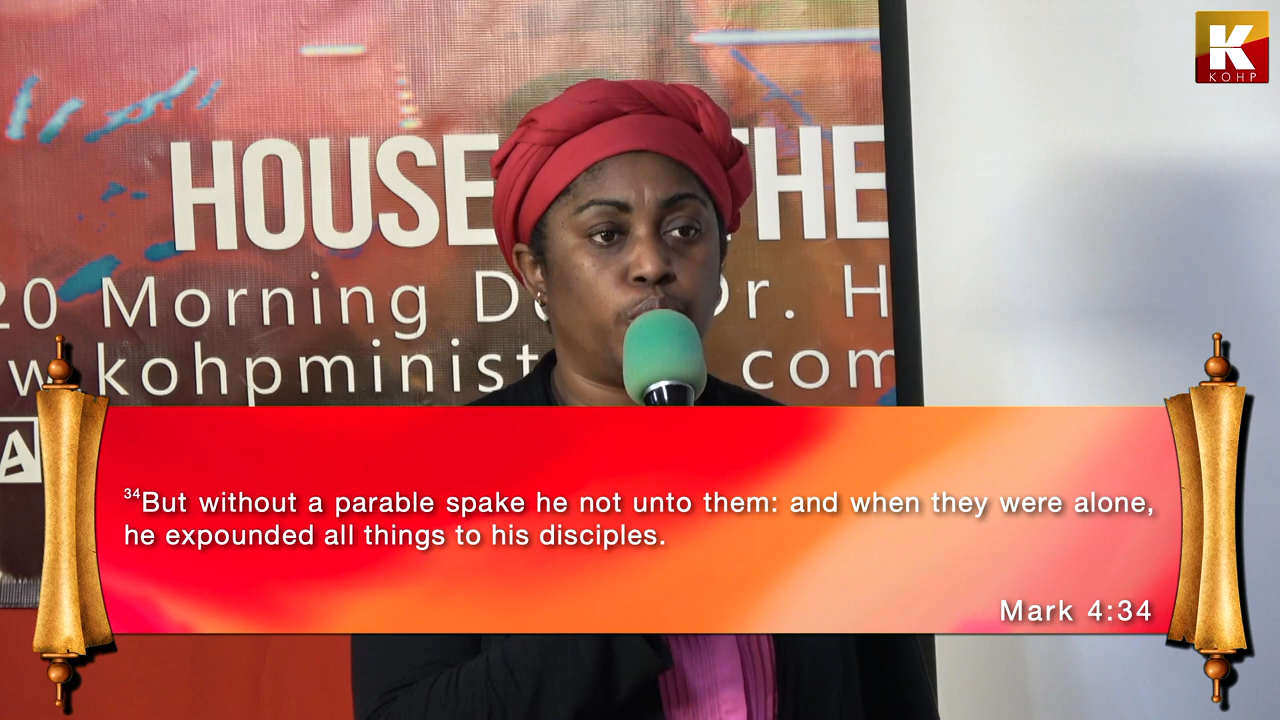 K
KOHP
HOUSE THE
20 Morning D Dr. H
w.kohpminist com
A
34But without a parable spake he not unto them: and when they were alone,
he expounded all things to his disciples.
Mark 4:34